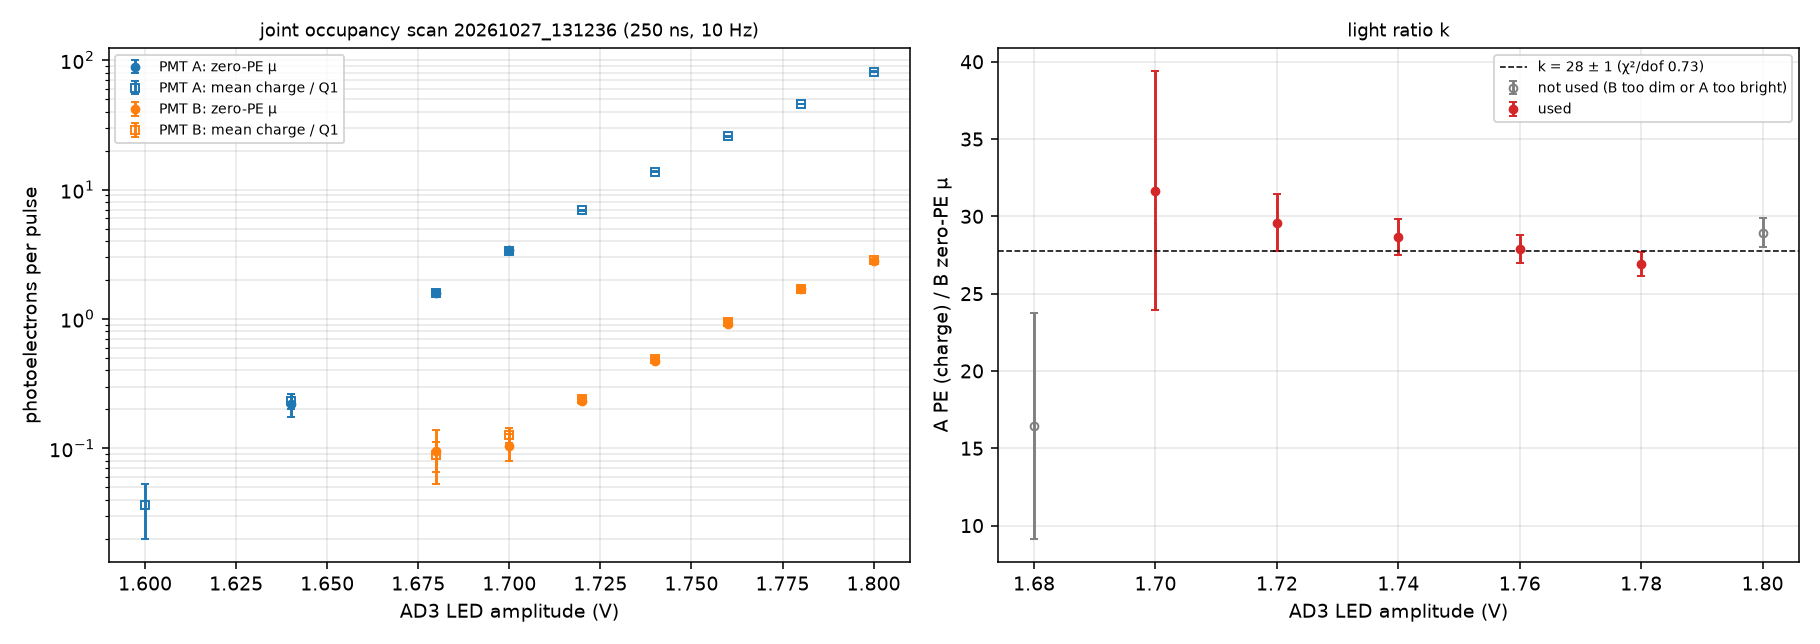 joint occupancy scan 20261027_131236 (250 ns, 10 Hz)
PMT A: zero-PE μ
PMT A: mean charge / Q1
PMT B: zero-PE μ
PMT B: mean charge / Q1
photoelectrons per pulse
10²
10¹
10⁰
10⁻¹
1.600 1.625 1.650 1.675 1.700 1.725 1.750 1.775 1.800
AD3 LED amplitude (V)
light ratio k
k = 28 ± 1 (χ²/dof 0.73)
not used (B too dim or A too bright)
used
A PE (charge) / B zero-PE μ
40
35
30
25
20
15
10
1.68 1.70 1.72 1.74 1.76 1.78 1.80
AD3 LED amplitude (V)